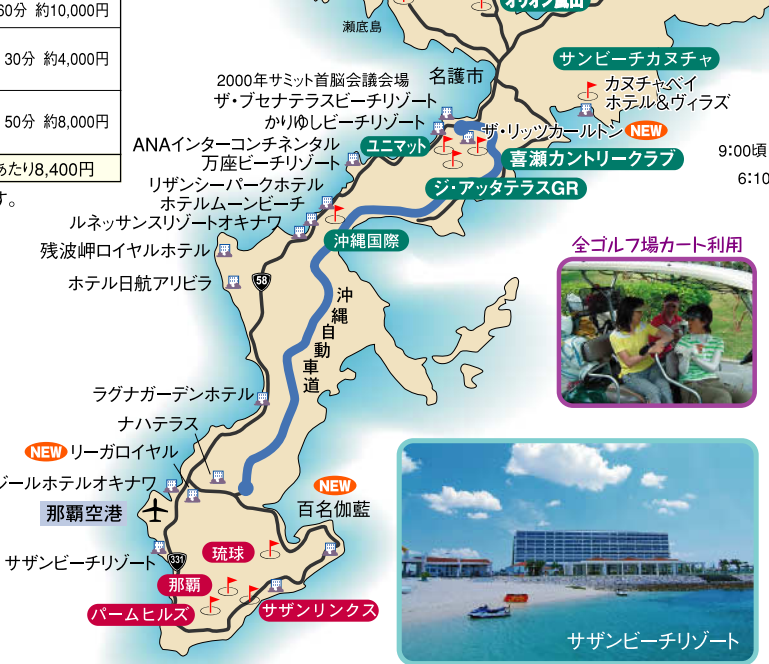 60分 約10,000円
30分 約4,000円
50分 約8,000円
あたり8,400円
す。
オリオン嵐山
瀬底島
サンビーチカヌチャ
2000年サミット首脳会議会場
名護市
カヌチャベイ
ホテル&ヴィラズ
ザ・ブセナテラスビーチリゾート
かりゆしビーチリゾート
ザ・リッツカールトン NEW
ANAインターコンチネンタル
万座ビーチリゾート
ユニマット
喜瀬カントリークラブ
9:00頃
6:10
リザンシーパークホテル
ジ・アッタテラスGR
ホテルムーンビーチ
ルネッサンスリゾートオキナワ
沖縄国際
残波岬ロイヤルホテル
全ゴルフ場カート利用
ホテル日航アリビラ
58
沖縄自動車道
ラグナガーデンホテル
ナハテラス
NEW リーガロイヤル
ゾールホテルオキナワ
NEW
百名伽藍
那覇空港
サザンビーチリゾート
331
琉球
那覇
パームヒルズ
サザンリンクス
サザンビーチリゾート